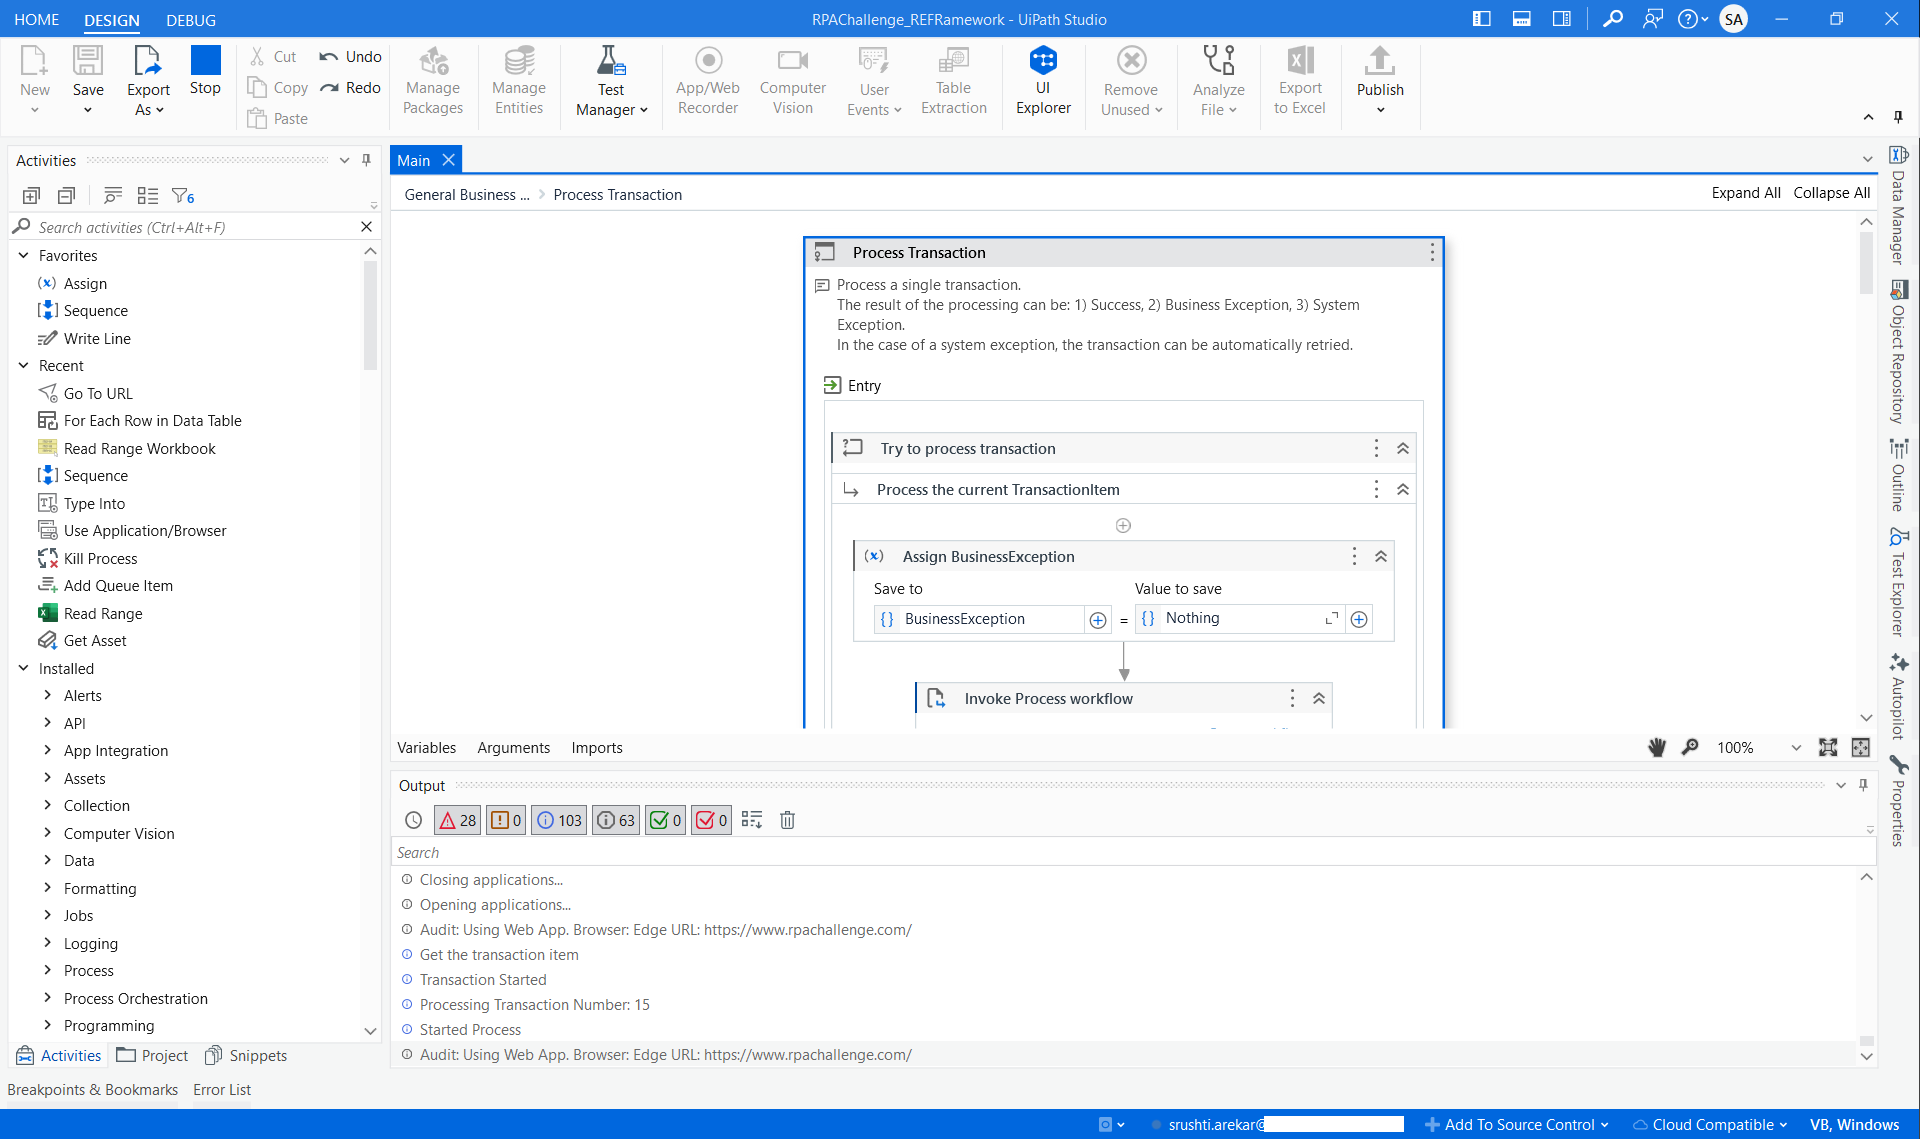 HOME DESIGN DEBUG
RPAChallenge_REFRamework - UiPath Studio
SA
New
Save
Export As
Stop
Cut
Copy
Paste
Undo
Redo
Manage Packages
Manage Entities
Test Manager
App/Web Recorder
Computer Vision
User Events
Table Extraction
UI Explorer
Remove Unused
Analyze File
Export to Excel
Publish
Activities
6
Search activities (Ctrl+Alt+F)
Favorites
Assign
Sequence
Write Line
Recent
Go To URL
For Each Row in Data Table
Read Range Workbook
Sequence
Type Into
Use Application/Browser
Kill Process
Add Queue Item
Read Range
Get Asset
Installed
Alerts
API
App Integration
Assets
Collection
Computer Vision
Data
Formatting
Jobs
Logging
Process
Process Orchestration
Programming
Activities Project Snippets
Breakpoints & Bookmarks Error List
Main
General Business ... Process Transaction
Expand All Collapse All
Process Transaction
Process a single transaction.
The result of the processing can be: 1) Success, 2) Business Exception, 3) System
Exception.
In the case of a system exception, the transaction can be automatically retried.
Entry
Try to process transaction
Process the current TransactionItem
Assign BusinessException
Save to Value to save
BusinessException = Nothing
Invoke Process workflow
Variables Arguments Imports
100%
Output
28 0 103 63 0 0
Search
Closing applications...
Opening applications...
Audit: Using Web App. Browser: Edge URL: https://www.rpachallenge.com/
Get the transaction item
Transaction Started
Processing Transaction Number: 15
Started Process
Audit: Using Web App. Browser: Edge URL: https://www.rpachallenge.com/
Data Manager
Object Repository
Outline
Test Explorer
Autopilot
Properties
srushti.arekar@
Add To Source Control
Cloud Compatible
VB, Windows